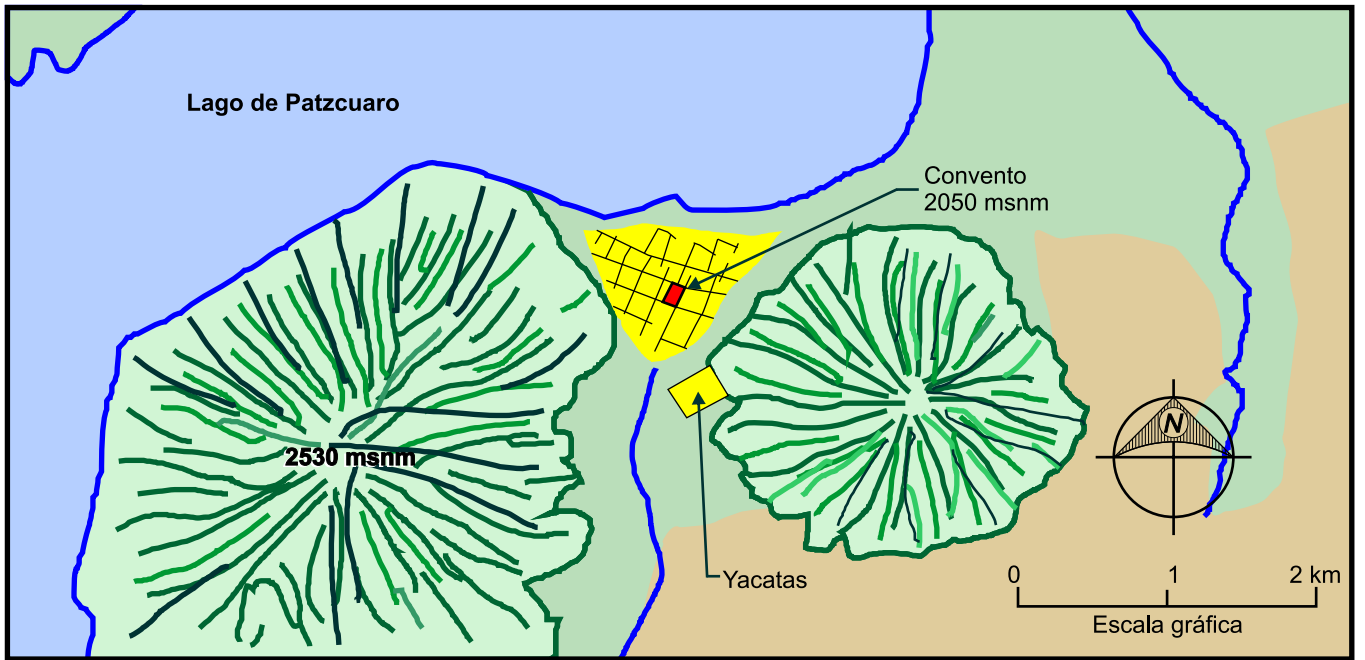 Lago de Patzcuaro
Convento
2050 msnm
2530 msnm
N
Yacatas
0 1 2 km
Escala gráfica